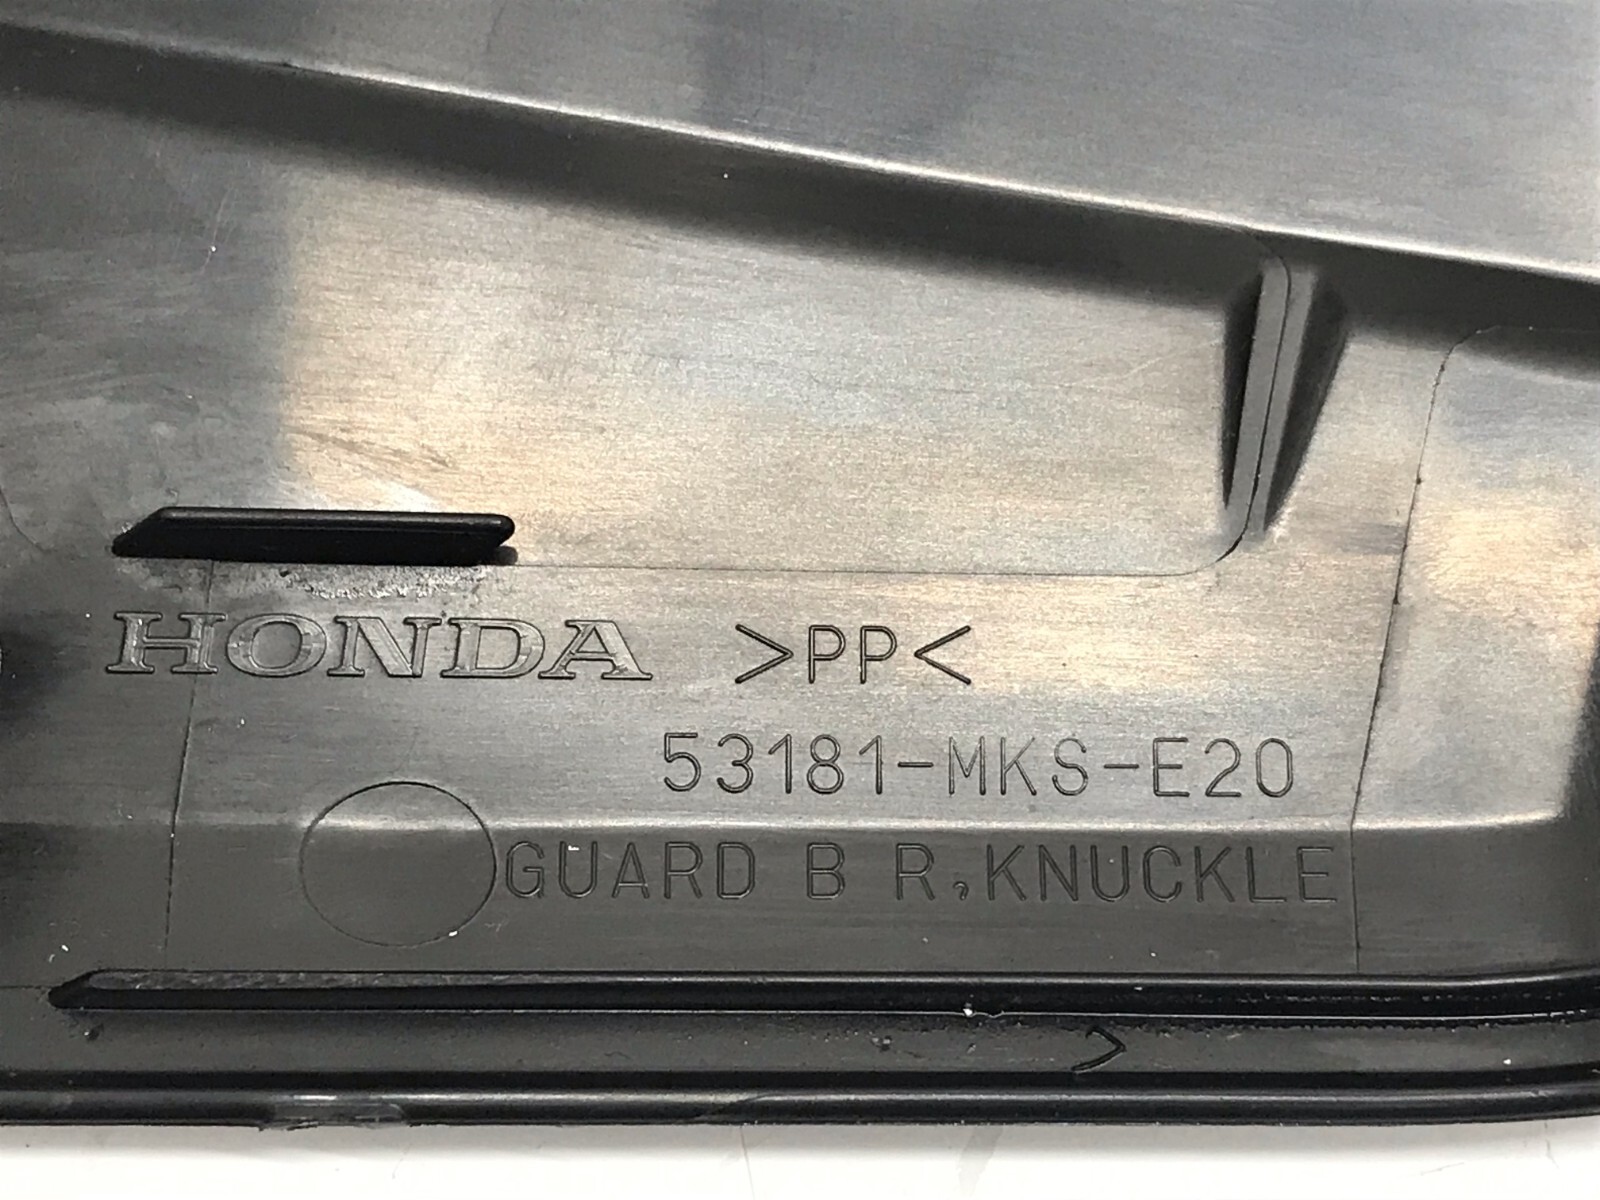 HONDA >PP<
53181-MKS-E20
GUARD B R,KNUCKLE
>